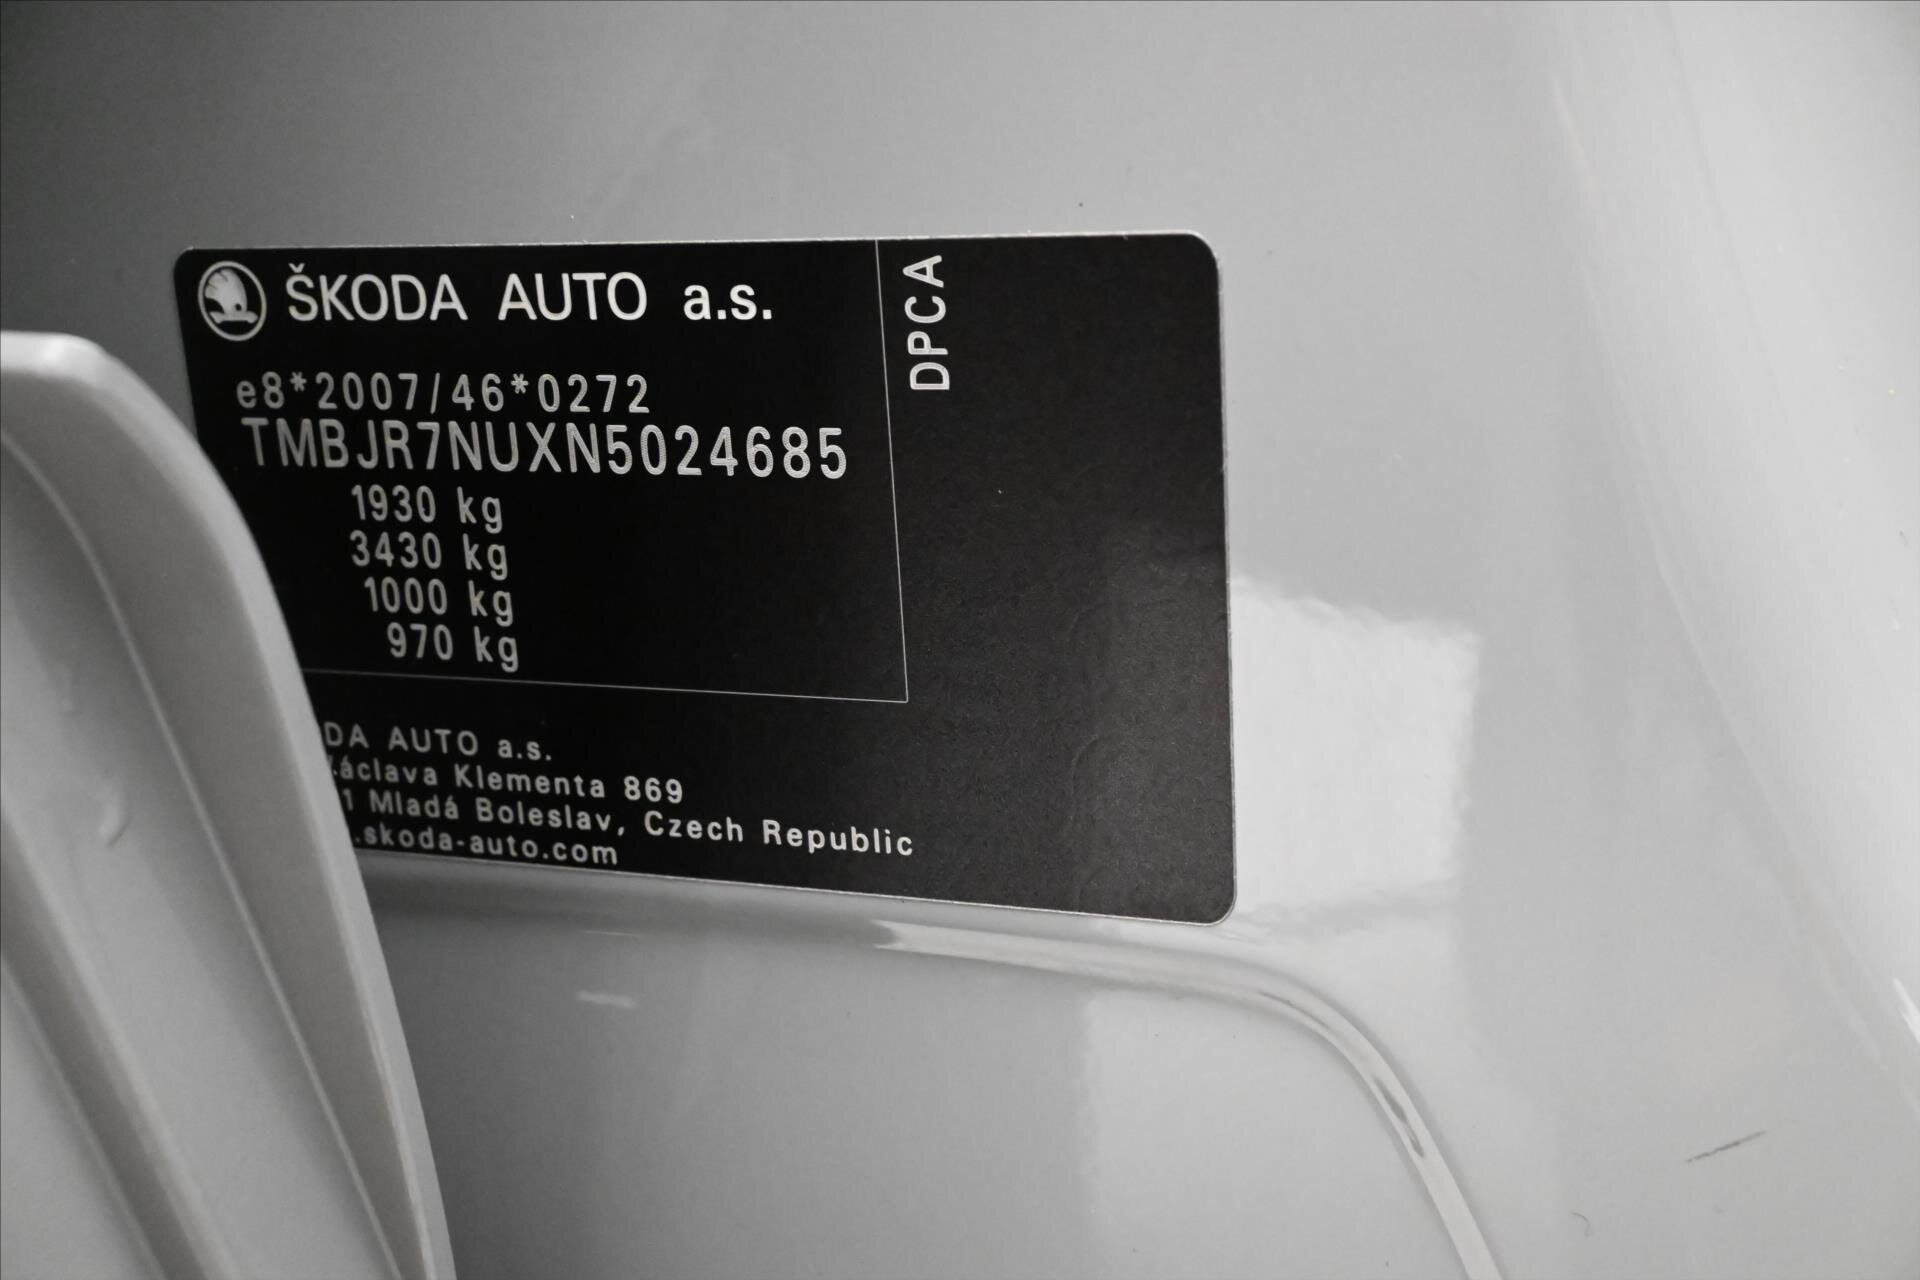 ŠKODA AUTO a.s.
e8*2007/46*0272
TMBJR7NUXN5024685
1930 kg
3430 kg
1000 kg
970 kg
DPCA
DA AUTO a.s.
áclava Klementa 869
1 Mladá Boleslav, Czech Republic
.skoda-auto.com